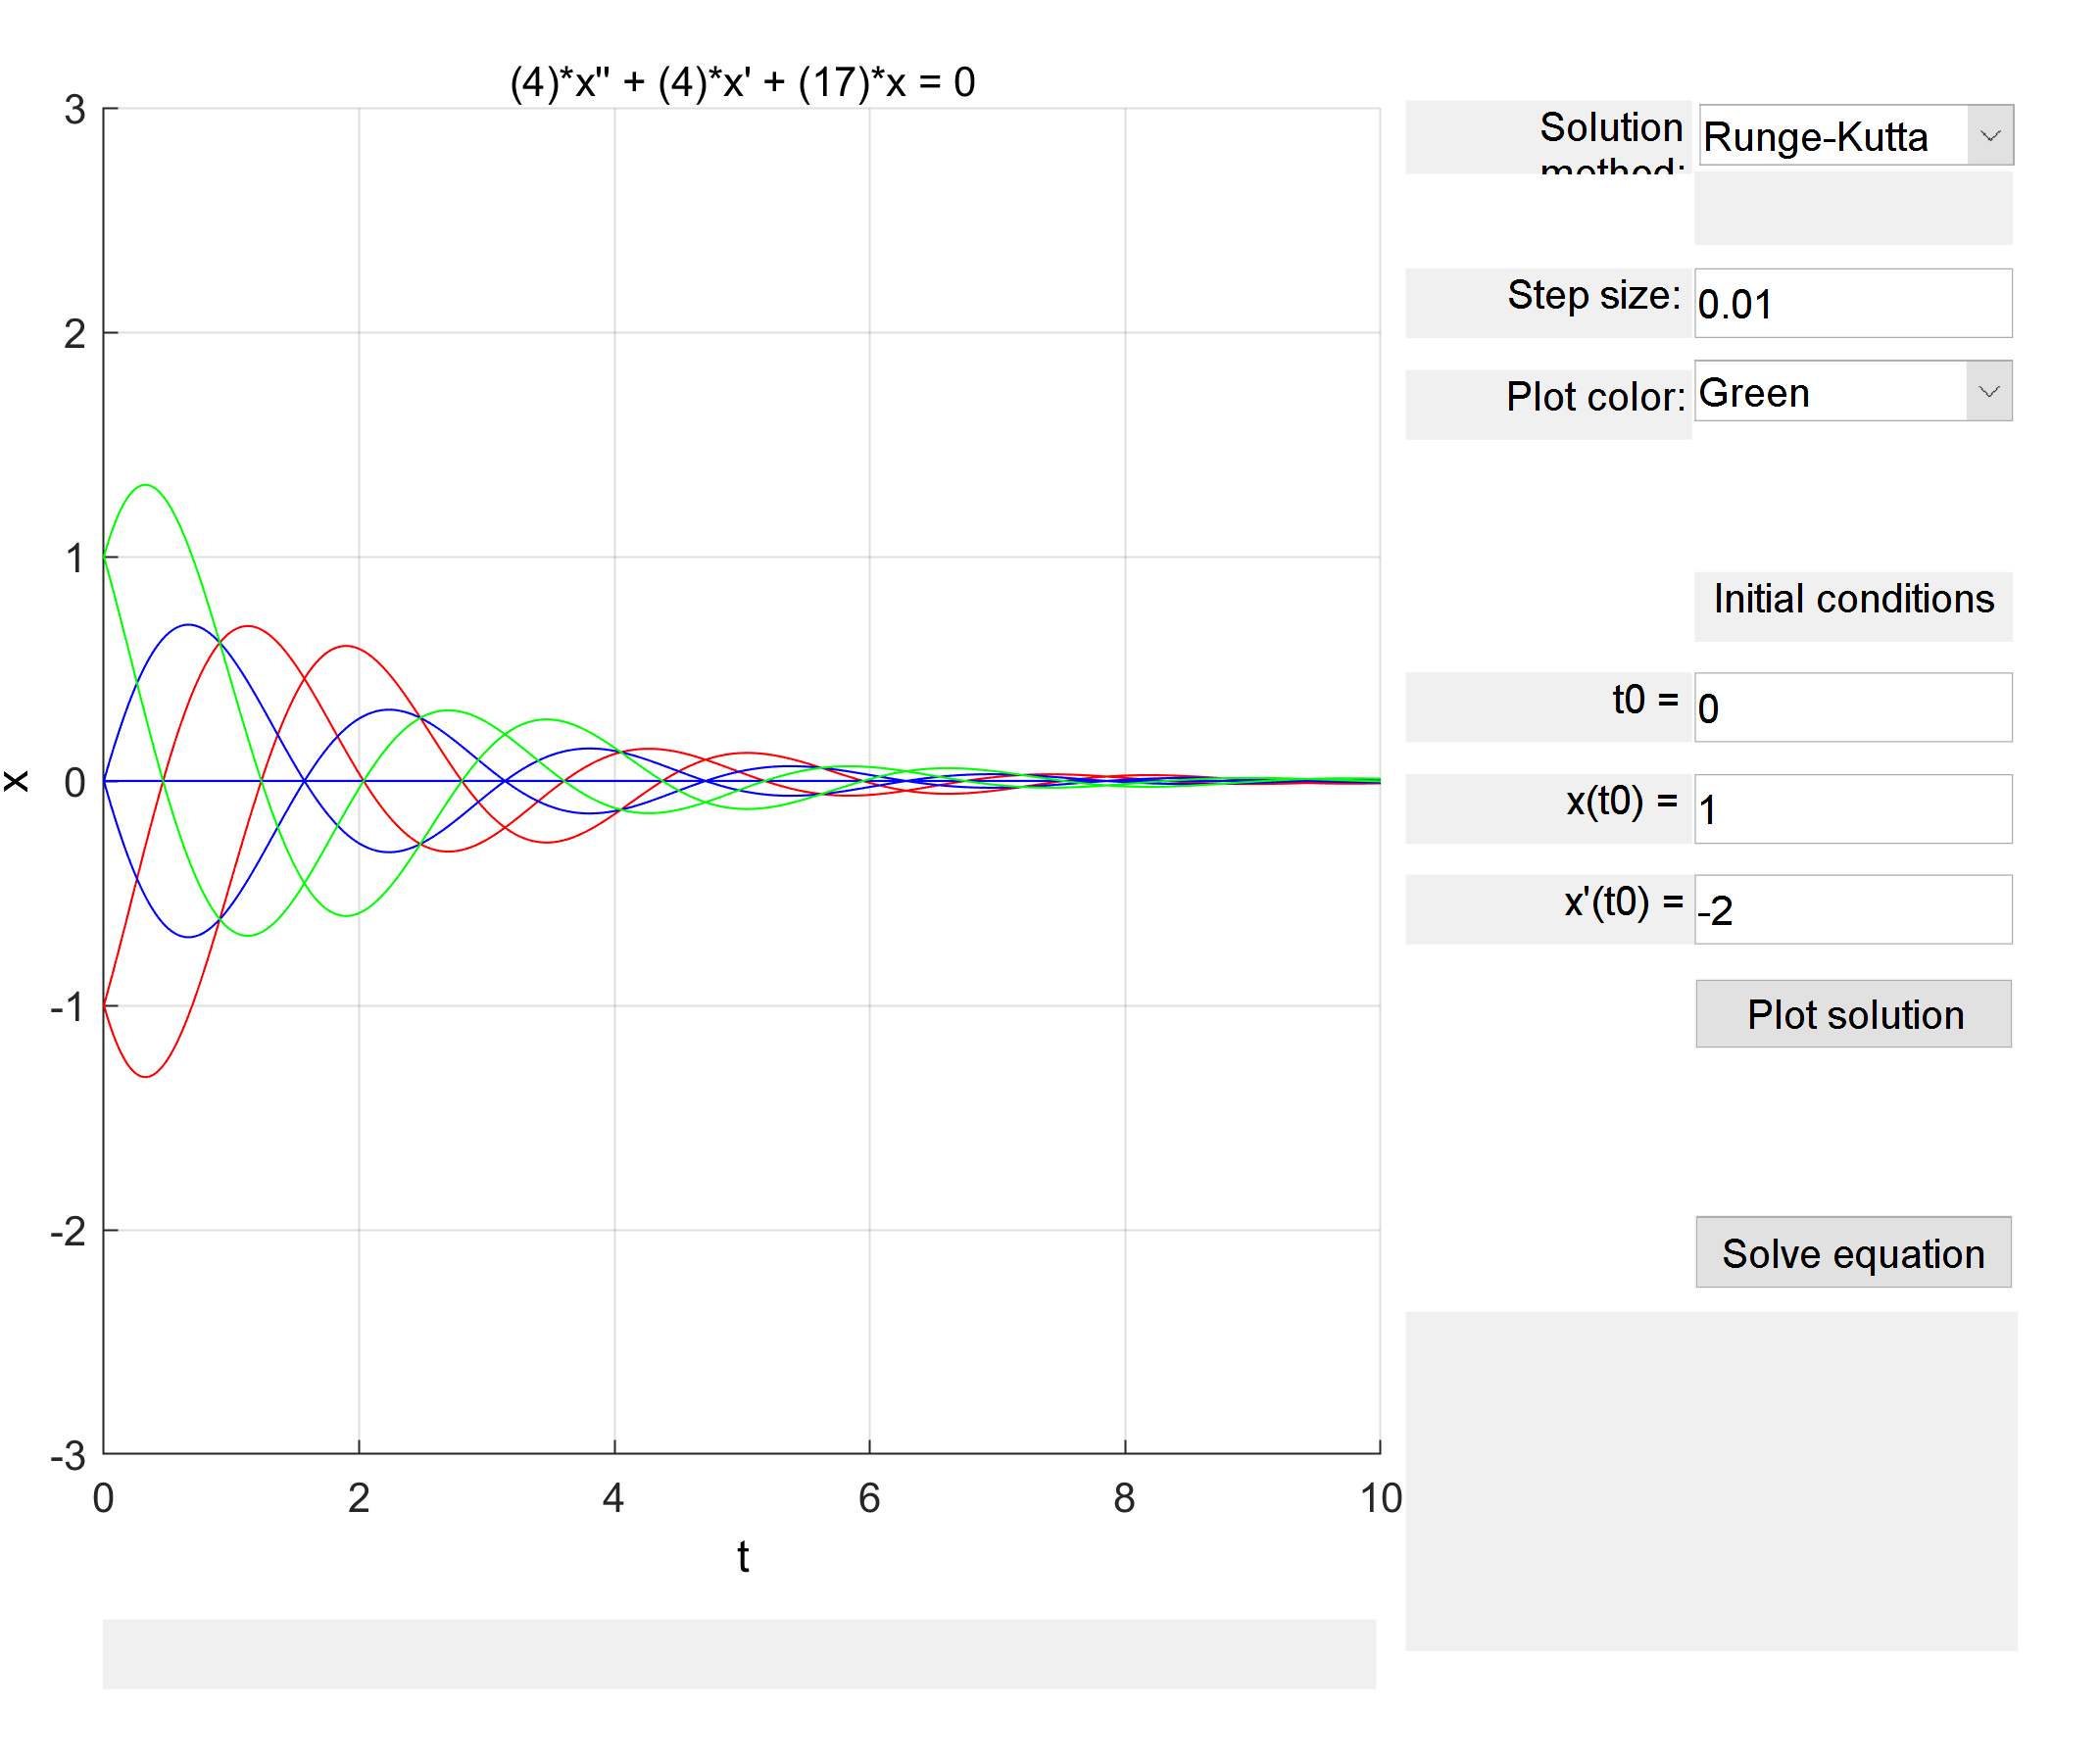 (4)*x'' + (4)*x' + (17)*x = 0
3
2
1
0
-1
-2
-3
x
0 2 4 6 8 10
t
Solution
method:
Runge-Kutta
Step size:
0.01
Plot color:
Green
Initial conditions
t0 =
0
x(t0) =
1
x'(t0) =
-2
Plot solution
Solve equation